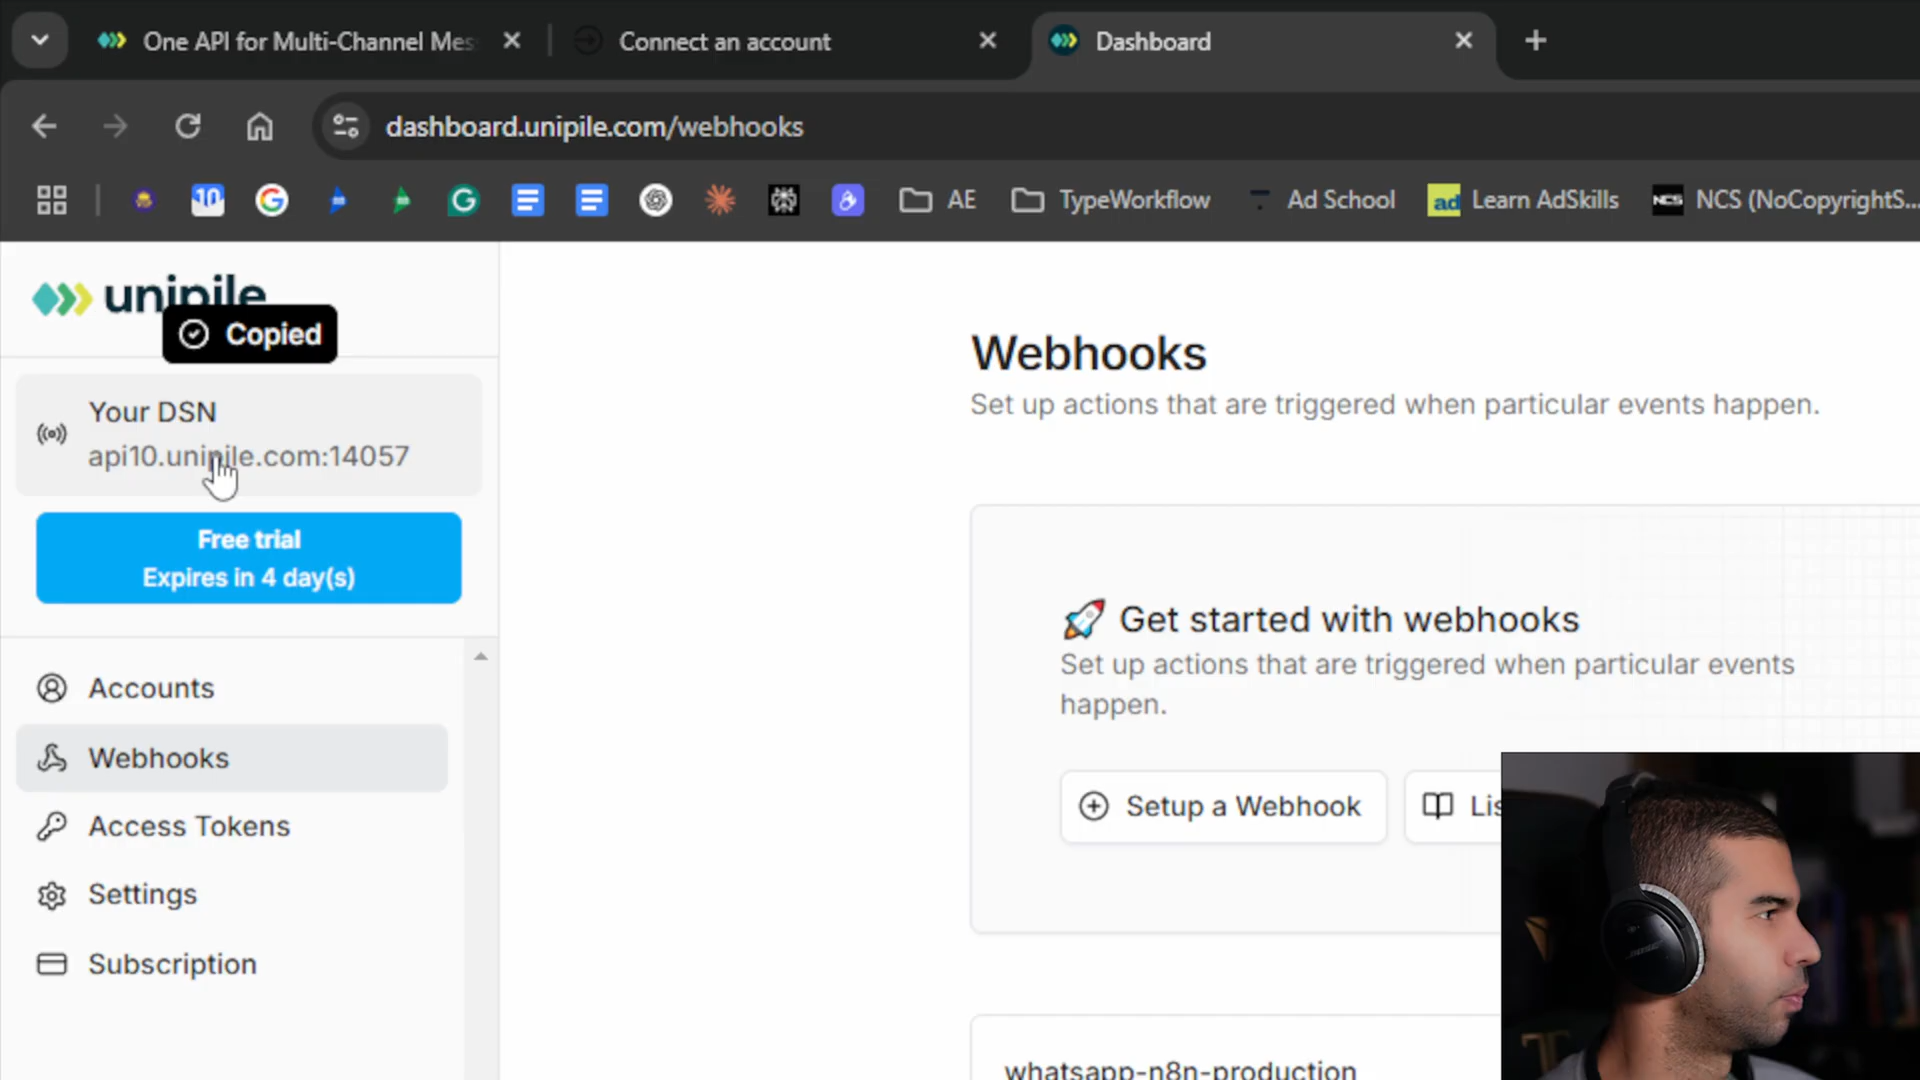 One API for Multi-Channel Mes
Connect an account
Dashboard
dashboard.unipile.com/webhooks
10
G
G
AE
TypeWorkflow
Ad School
ad
Learn AdSkills
NCS
NCS (NoCopyrightS...
unipile
Copied
Your DSN
api10.unipile.com:14057
Free trial
Expires in 4 day(s)
Accounts
Webhooks
Access Tokens
Settings
Subscription
Webhooks
Set up actions that are triggered when particular events happen.
🚀 Get started with webhooks
Set up actions that are triggered when particular events
happen.
Setup a Webhook
Lis
whatsapp-n8n-production